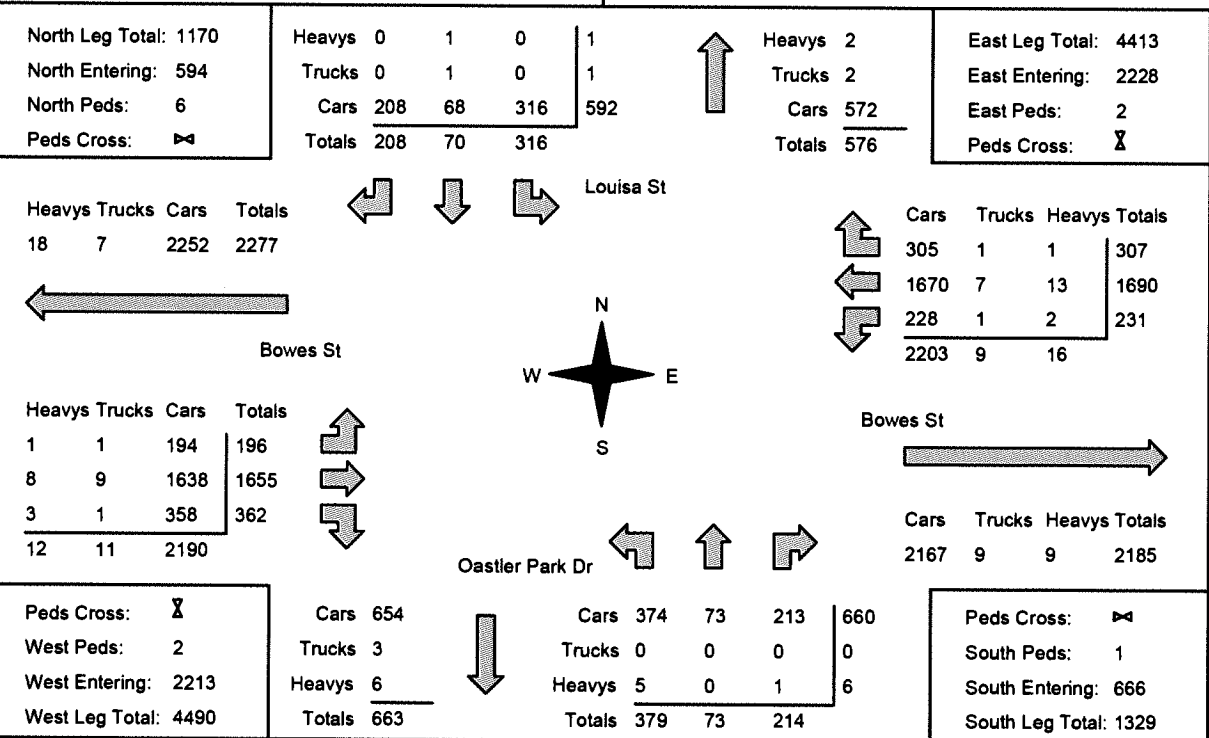 North Leg Total: 1170
North Entering: 594
North Peds: 6
Peds Cross:
Heavys 0 1 0 1
Trucks 0 1 0 1
Cars 208 68 316 592
Totals 208 70 316
Heavys 2
Trucks 2
Cars 572
Totals 576
East Leg Total: 4413
East Entering: 2228
East Peds: 2
Peds Cross:
Louisa St
Heavys Trucks Cars Totals
18 7 2252 2277
Cars Trucks Heavys Totals
305 1 1 307
1670 7 13 1690
228 1 2 231
2203 9 16
Bowes St
N
W E
S
Heavys Trucks Cars Totals
1 1 194 196
8 9 1638 1655
3 1 358 362
12 11 2190
Bowes St
Cars Trucks Heavys Totals
2167 9 9 2185
Oastler Park Dr
Peds Cross:
West Peds: 2
West Entering: 2213
West Leg Total: 4490
Cars 654
Trucks 3
Heavys 6
Totals 663
Cars 374 73 213 660
Trucks 0 0 0 0
Heavys 5 0 1 6
Totals 379 73 214
Peds Cross:
South Peds: 1
South Entering: 666
South Leg Total: 1329